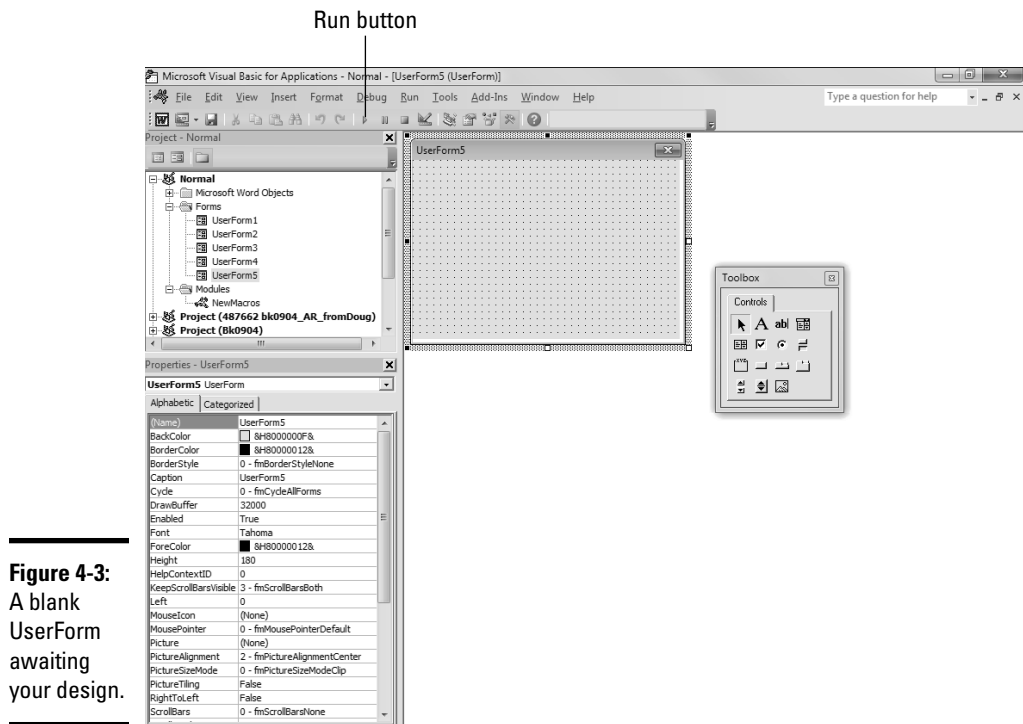 Run button
Microsoft Visual Basic for Applications - Normal - [UserForm5 (UserForm)]
File Edit View Insert Format Debug Run Tools Add-Ins Window Help
Type a question for help
Project - Normal
Normal
Microsoft Word Objects
Forms
UserForm1
UserForm2
UserForm3
UserForm4
UserForm5
Modules
NewMacros
Project (487662 bk0904_AR_fromDoug)
Project (Bk0904)
UserForm5
Toolbox
Controls
A ab|
Properties - UserForm5
UserForm5 UserForm
Alphabetic Categorized
(Name) UserForm5
BackColor &H8000000F&
BorderColor &H80000012&
BorderStyle 0 - fmBorderStyleNone
Caption UserForm5
Cycle 0 - fmCycleAllForms
DrawBuffer 32000
Enabled True
Font Tahoma
ForeColor &H80000012&
Height 180
HelpContextID 0
KeepScrollBarsVisible 3 - fmScrollBarsBoth
Left 0
MouseIcon (None)
MousePointer 0 - fmMousePointerDefault
Picture (None)
PictureAlignment 2 - fmPictureAlignmentCenter
PictureSizeMode 0 - fmPictureSizeModeClip
PictureTiling False
RightToLeft False
ScrollBars 0 - fmScrollBarsNone
Figure 4-3:
A blank
UserForm
awaiting
your design.